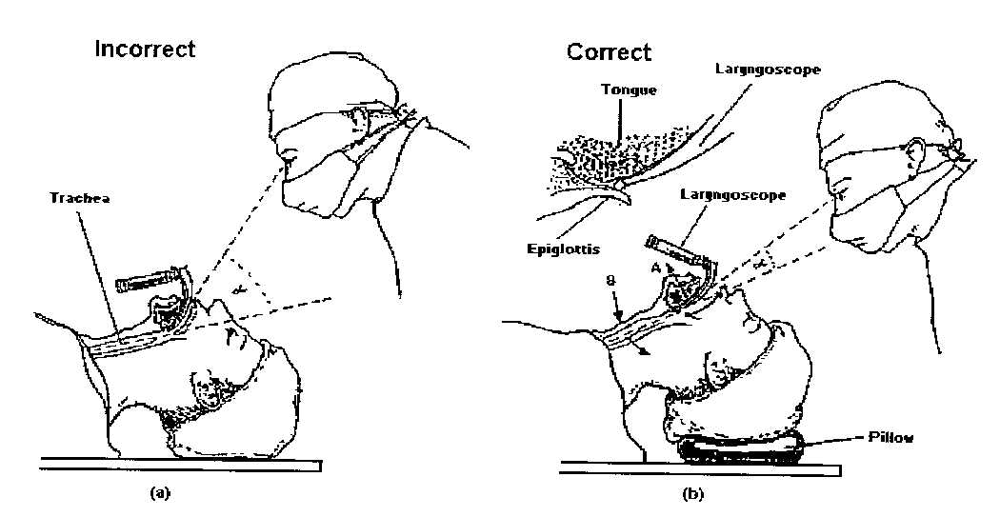 Incorrect
Trachea
α
(a)
Correct
Laryngoscope
Tongue
Laryngoscope
Epiglottis
α
A
B
Pillow
(b)